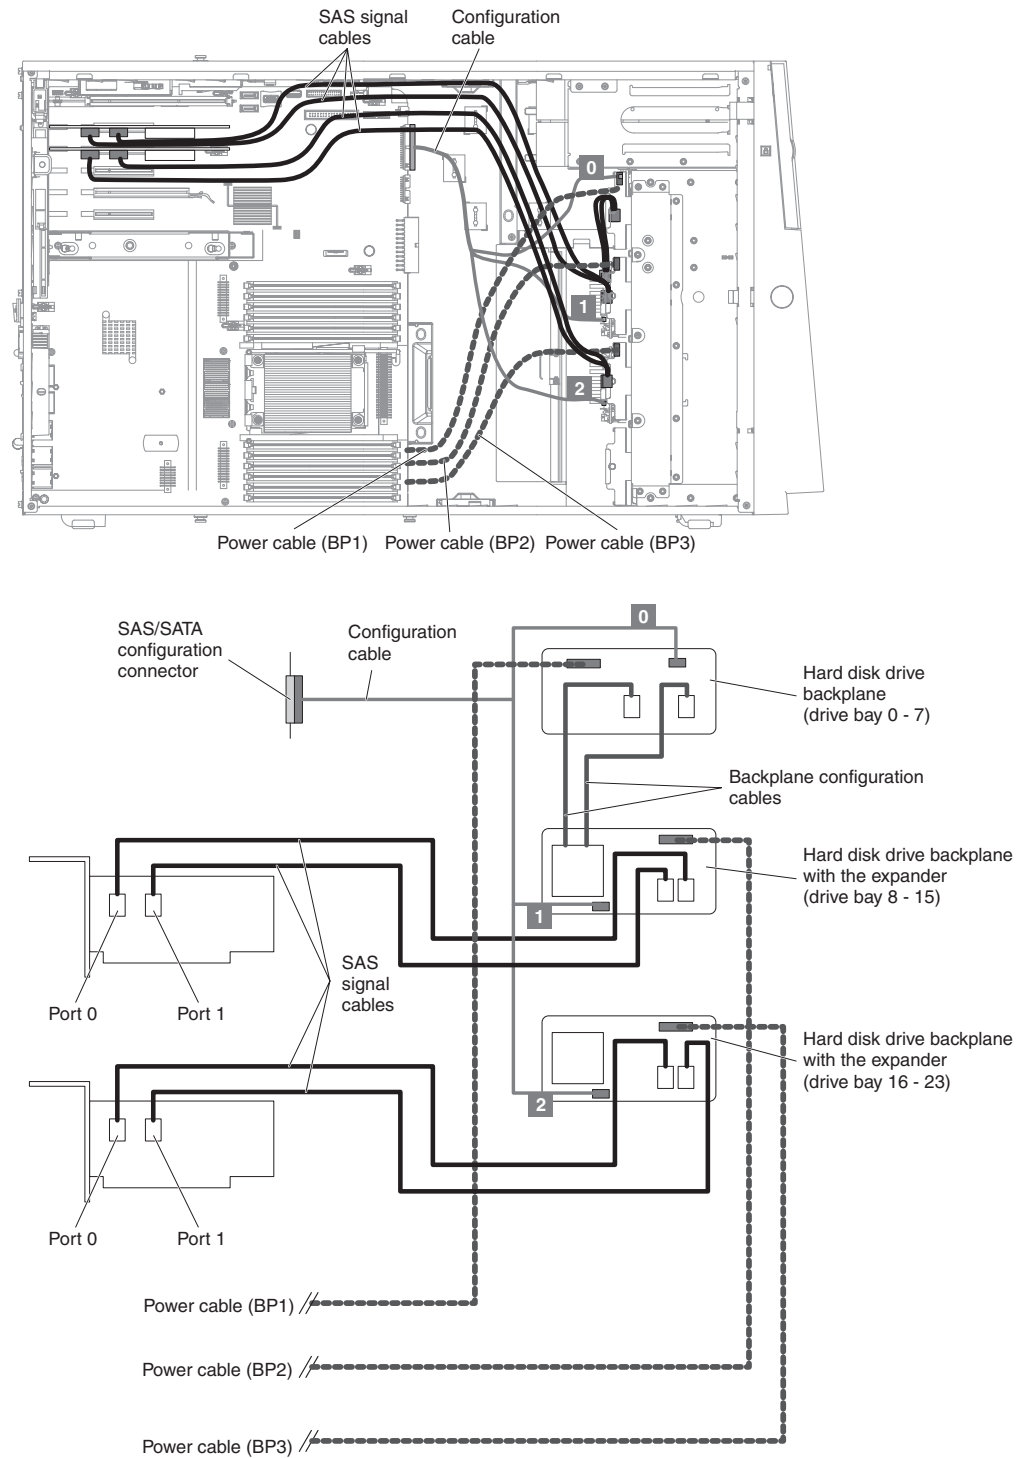 SAS signal
cables
Configuration
cable
0
1
2
Power cable (BP1)
Power cable (BP2)
Power cable (BP3)
0
SAS/SATA
configuration
connector
Configuration
cable
Hard disk drive
backplane
(drive bay 0 - 7)
Backplane configuration
cables
Hard disk drive backplane
with the expander
(drive bay 8 - 15)
1
SAS
signal
cables
Port 0
Port 1
Hard disk drive backplane
with the expander
(drive bay 16 - 23)
2
Port 0
Port 1
Power cable (BP1)
Power cable (BP2)
Power cable (BP3)